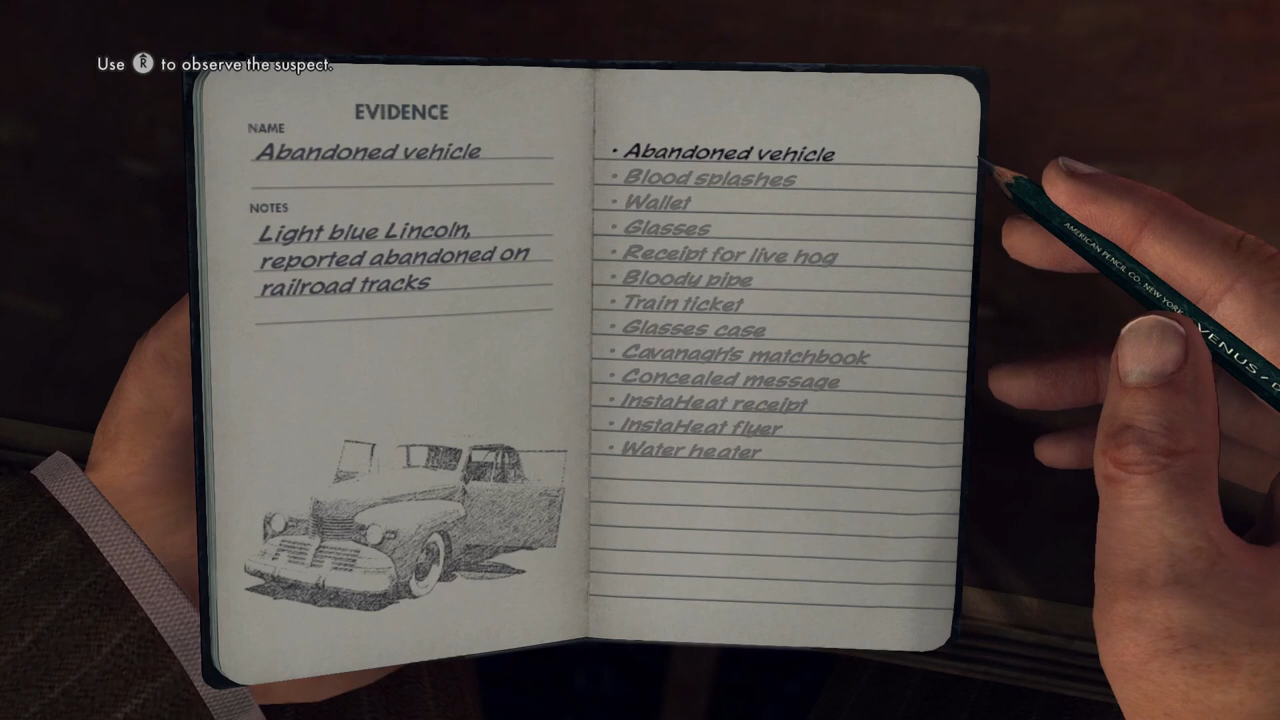 Use R to observe the suspect.
EVIDENCE
NAME
Abandoned vehicle
NOTES
Light blue Lincoln,
reported abandoned on
railroad tracks
· Abandoned vehicle
· Blood splashes
· Wallet
· Glasses
· Receipt for live hog
· Bloody pipe
· Train ticket
· Glasses case
· Cavanagh's matchbook
· Concealed message
· InstaHeat receipt
· InstaHeat flyer
· Water heater
AMERICAN PENCIL CO. NEW YORK VENUS